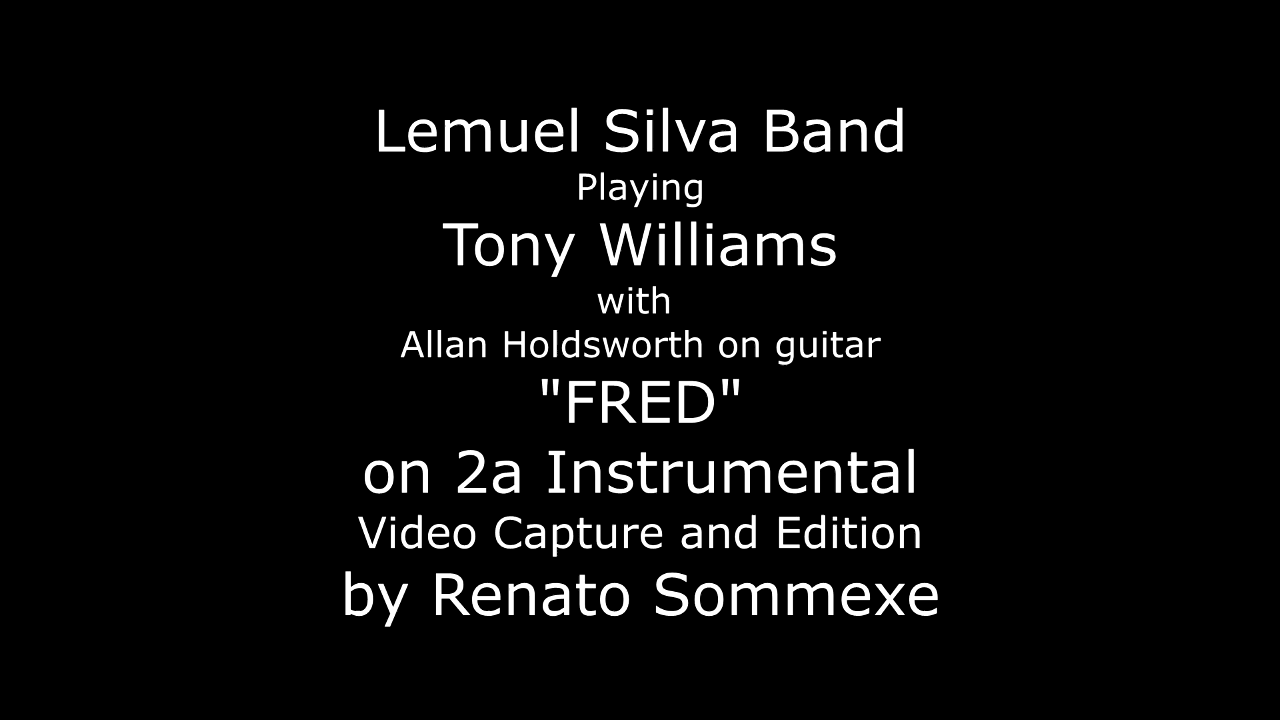 Lemuel Silva Band
Playing
Tony Williams
with
Allan Holdsworth on guitar
"FRED"
on 2a Instrumental
Video Capture and Edition
by Renato Sommexe